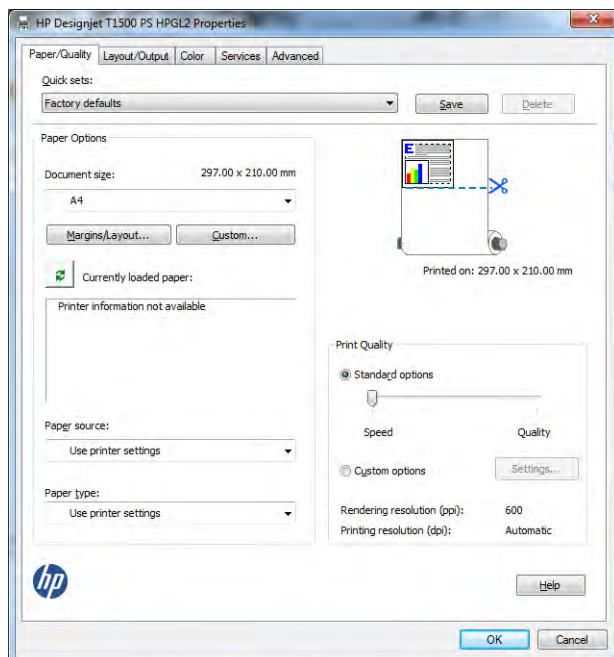 HP Designjet T1500 PS HPGL2 Properties
Paper/Quality Layout/Output Color Services Advanced
Quick sets:
Factory defaults Save Delete
Paper Options
Document size: 297.00 x 210.00 mm
A4
Margins/Layout... Custom...
Currently loaded paper:
Printer information not available
Paper source:
Use printer settings
Paper type:
Use printer settings
E
Printed on: 297.00 x 210.00 mm
Print Quality
Standard options
Speed Quality
Custom options Settings...
Rendering resolution (ppi): 600
Printing resolution (dpi): Automatic
hp
Help
OK Cancel